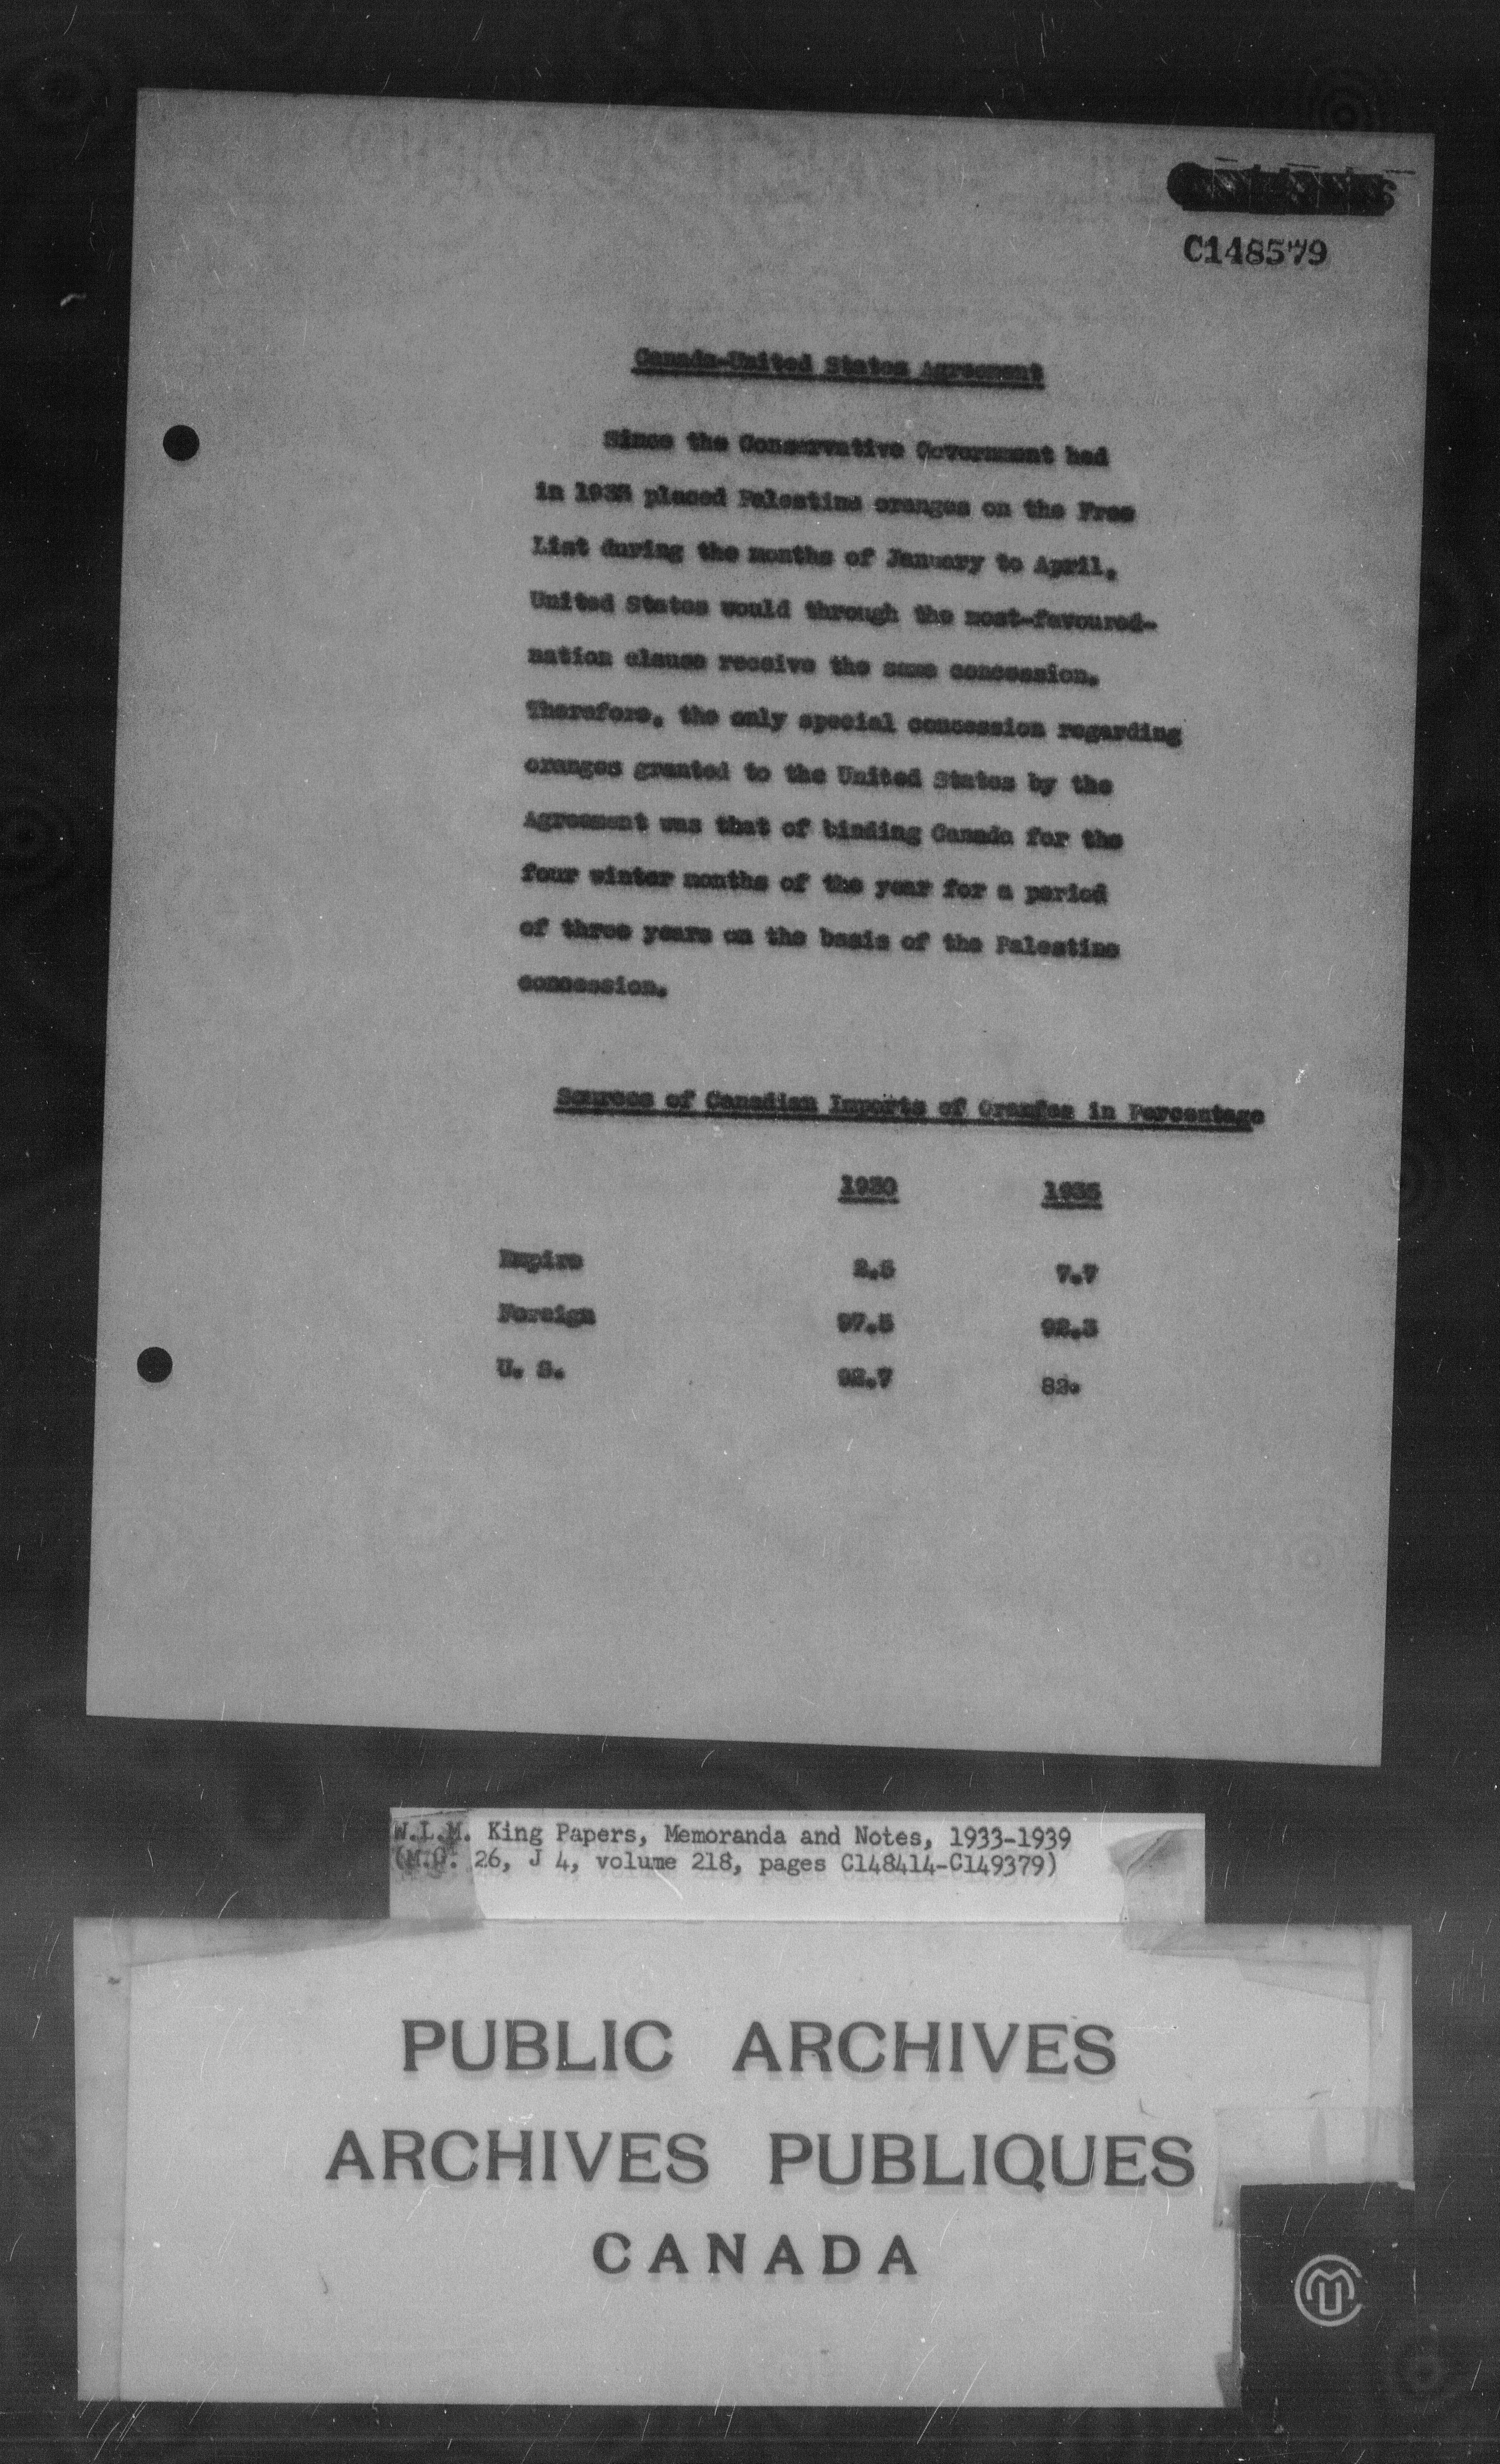 C148579
Canada-United States Agreement
Since the Conservative Government had
in placed Palestine oranges on the Free
List during the months of January to April,
United States would through the most-favoured-
nation clause receive the same concession.
Therefore, the only special concession regarding
oranges granted to the United States by the
Agreement was that of binding Canada for the
four winter months of the year for a period
of three years on the basis of the Palestine
concession.
Sources of Canadian Imports of Oranges in Percentage
1930 1935
Empire 2.5 7.7
Foreign 97.5 92.3
U. S. 92.7 82.
W.L.M. King Papers, Memoranda and Notes, 1933-1939
(M.G. 26, J 4, volume 218, pages C148414-C149379)
PUBLIC ARCHIVES
ARCHIVES PUBLIQUES
CANADA